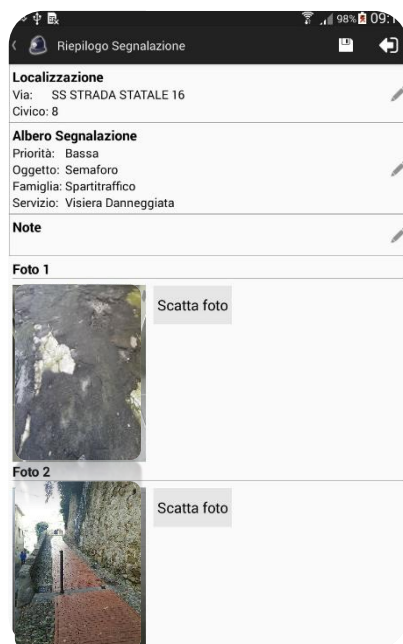 98% 09:1
Riepilogo Segnalazione
Localizzazione
Via: SS STRADA STATALE 16
Civico: 8
Albero Segnalazione
Priorità: Bassa
Oggetto: Semaforo
Famiglia: Spartitraffico
Servizio: Visiera Danneggiata
Note
Foto 1
Scatta foto
Foto 2
Scatta foto